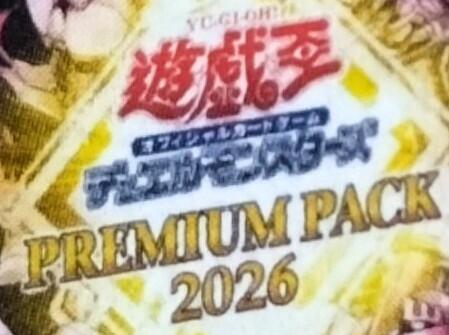 YU-GI-OH!
遊戯王
オフィシャルカードゲーム
デュエルモンスターズ
PREMIUM PACK
2026